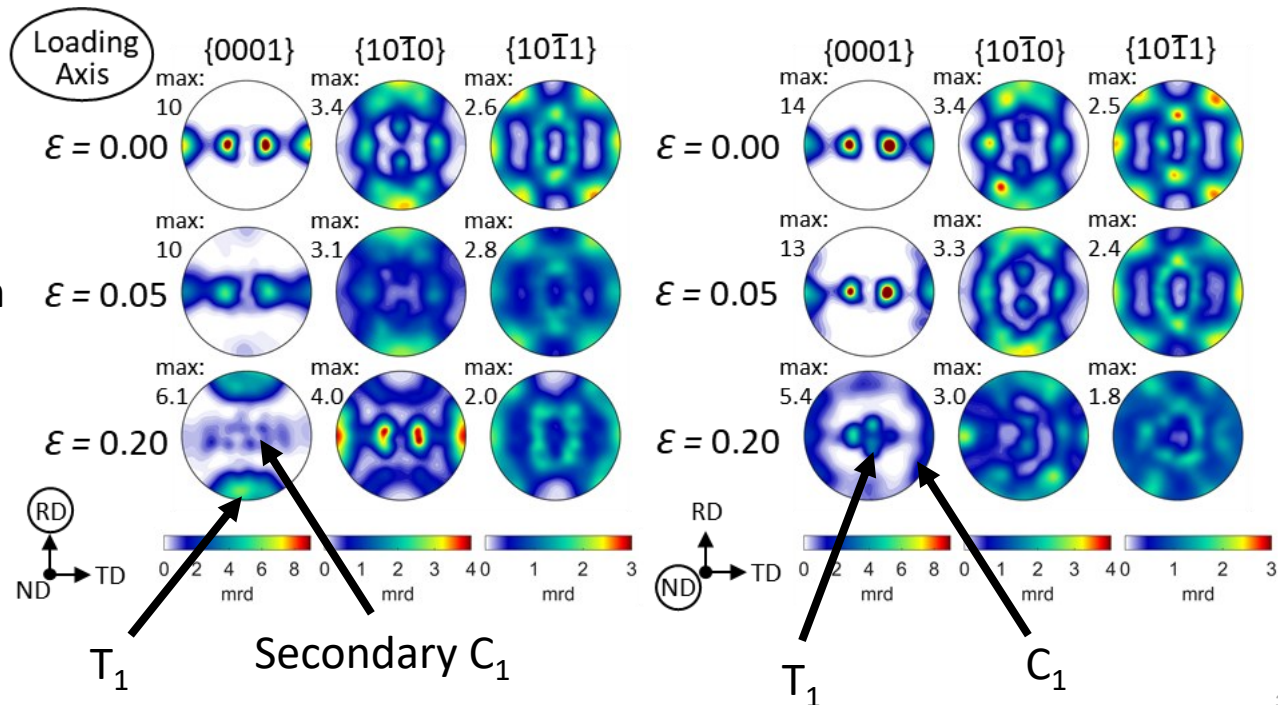 Loading
Axis
{0001}
{101̅0}
{101̅1}
{0001}
{101̅0}
{101̅1}
max:
10
max:
3.4
max:
2.6
max:
14
max:
3.4
max:
2.5
Ɛ = 0.00
Ɛ = 0.00
max:
10
max:
3.1
max:
2.8
max:
13
max:
3.3
max:
2.4
Ɛ = 0.05
Ɛ = 0.05
max:
6.1
max:
4.0
max:
2.0
max:
5.4
max:
3.0
max:
1.8
Ɛ = 0.20
Ɛ = 0.20
RD
ND
TD
0 2 4 6 8
mrd
0 1 2 3 4
mrd
0 1 2 3
mrd
RD
ND
TD
0 2 4 6 8
mrd
0 1 2 3 4
mrd
0 1 2 3
mrd
T₁
Secondary C₁
T₁
C₁